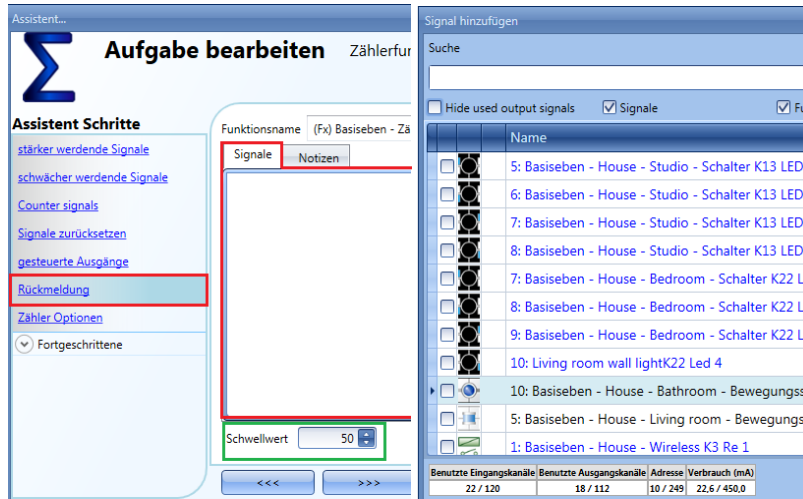 Assistent...
Aufgabe bearbeiten Zählerfur
Assistent Schritte
stärker werdende Signale
schwächer werdende Signale
Counter signals
Signale zurücksetzen
gesteuerte Ausgänge
Rückmeldung
Zähler Optionen
Fortgeschrittene
Funktionsname (Fx) Basiseben - Zä
Signale Notizen
Schwellwert 50
<<< >>>
Signal hinzufügen
Suche
Hide used output signals Signale Fu
Name
5: Basiseben - House - Studio - Schalter K13 LED
6: Basiseben - House - Studio - Schalter K13 LED
7: Basiseben - House - Studio - Schalter K13 LED
8: Basiseben - House - Studio - Schalter K13 LED
7: Basiseben - House - Bedroom - Schalter K22 L
8: Basiseben - House - Bedroom - Schalter K22 L
9: Basiseben - House - Bedroom - Schalter K22 L
10: Living room wall lightK22 Led 4
10: Basiseben - House - Bathroom - Bewegungss
5: Basiseben - House - Living room - Bewegungs
1: Basiseben - House - Wireless K3 Re 1
Benutzte Eingangskanäle Benutzte Ausgangskanäle Adresse Verbrauch (mA)
22 / 120 18 / 112 10 / 249 22,6 / 450,0